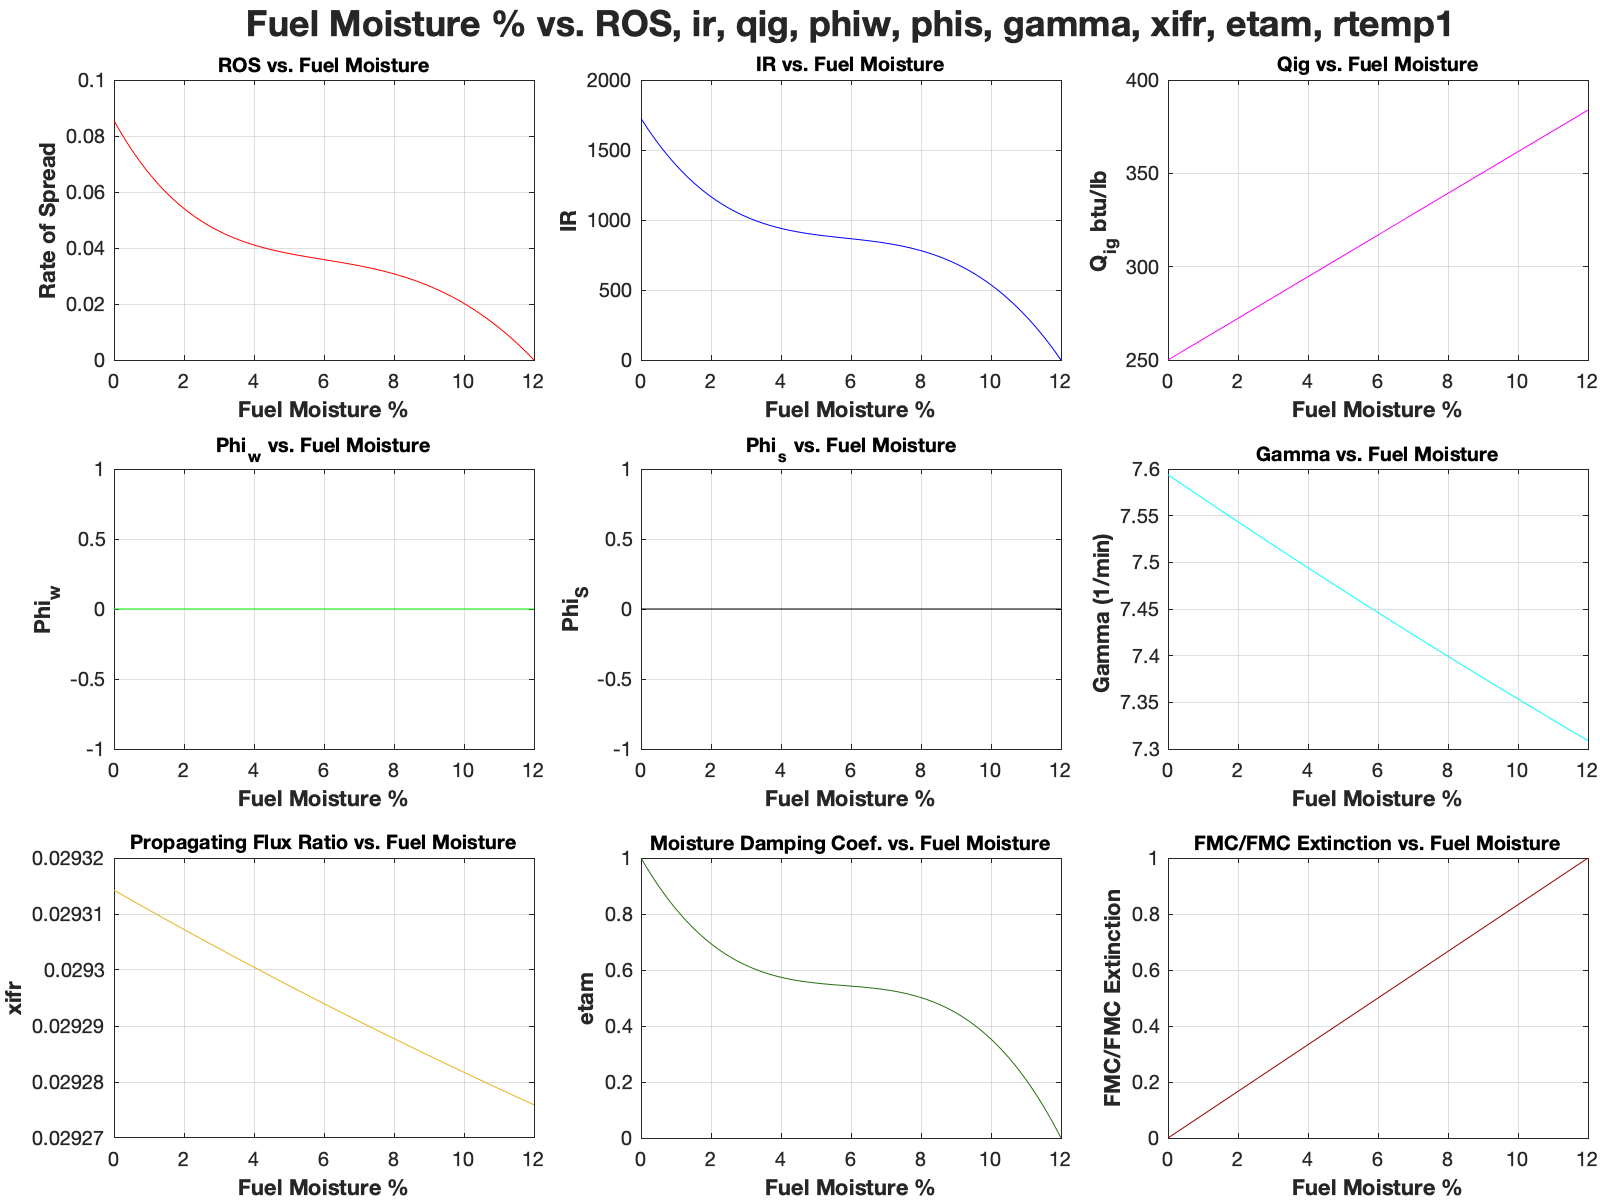 Fuel Moisture % vs. ROS, ir, qig, phiw, phis, gamma, xifr, etam, rtemp1
ROS vs. Fuel Moisture
Rate of Spread
0.1
0.08
0.06
0.04
0.02
0
0 2 4 6 8 10 12
Fuel Moisture %
IR vs. Fuel Moisture
IR
2000
1500
1000
500
0
0 2 4 6 8 10 12
Fuel Moisture %
Qig vs. Fuel Moisture
Qig btu/lb
400
350
300
250
0 2 4 6 8 10 12
Fuel Moisture %
Phiw vs. Fuel Moisture
Phiw
1
0.5
0
-0.5
-1
0 2 4 6 8 10 12
Fuel Moisture %
Phis vs. Fuel Moisture
PhiS
1
0.5
0
-0.5
-1
0 2 4 6 8 10 12
Fuel Moisture %
Gamma vs. Fuel Moisture
Gamma (1/min)
7.6
7.55
7.5
7.45
7.4
7.35
7.3
0 2 4 6 8 10 12
Fuel Moisture %
Propagating Flux Ratio vs. Fuel Moisture
xifr
0.02932
0.02931
0.0293
0.02929
0.02928
0.02927
0 2 4 6 8 10 12
Fuel Moisture %
Moisture Damping Coef. vs. Fuel Moisture
etam
1
0.8
0.6
0.4
0.2
0
0 2 4 6 8 10 12
Fuel Moisture %
FMC/FMC Extinction vs. Fuel Moisture
FMC/FMC Extinction
1
0.8
0.6
0.4
0.2
0
0 2 4 6 8 10 12
Fuel Moisture %